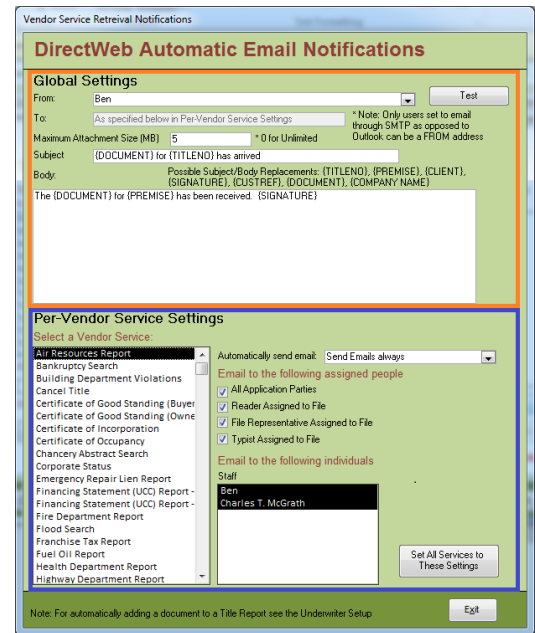 Vendor Service Retreival Notifications
DirectWeb Automatic Email Notifications
Global Settings
From: Ben
Test
To: As specified below in Per-Vendor Service Settings
* Note: Only users set to email
through SMTP as opposed to
Outlook can be a FROM address
Maximum Attachment Size (MB) 5 * 0 for Unlimited
Subject {DOCUMENT} for {TITLENO} has arrived
Body: Possible Subject/Body Replacements: {TITLENO}, {PREMISE}, {CLIENT},
{SIGNATURE}, {CUSTREF}, {DOCUMENT}, {COMPANY NAME}
The {DOCUMENT} for {PREMISE} has been received. {SIGNATURE}
Per-Vendor Service Settings
Select a Vendor Service:
Air Resources Report
Bankruptcy Search
Building Department Violations
Cancel Title
Certificate of Good Standing (Buyer
Certificate of Good Standing (Owne
Certificate of Incorporation
Certificate of Occupancy
Chancery Abstract Search
Corporate Status
Emergency Repair Lien Report
Financing Statement (UCC) Report -
Financing Statement (UCC) Report -
Fire Department Report
Flood Search
Franchise Tax Report
Fuel Oil Report
Health Department Report
Highway Department Report
Automatically send email: Send Emails always
Email to the following assigned people
All Application Parties
Reader Assigned to File
File Representative Assigned to File
Typist Assigned to File
Email to the following individuals
Staff
Ben
Charles T. McGrath
Set All Services to
These Settings
Note: For automatically adding a document to a Title Report see the Underwriter Setup
Exit